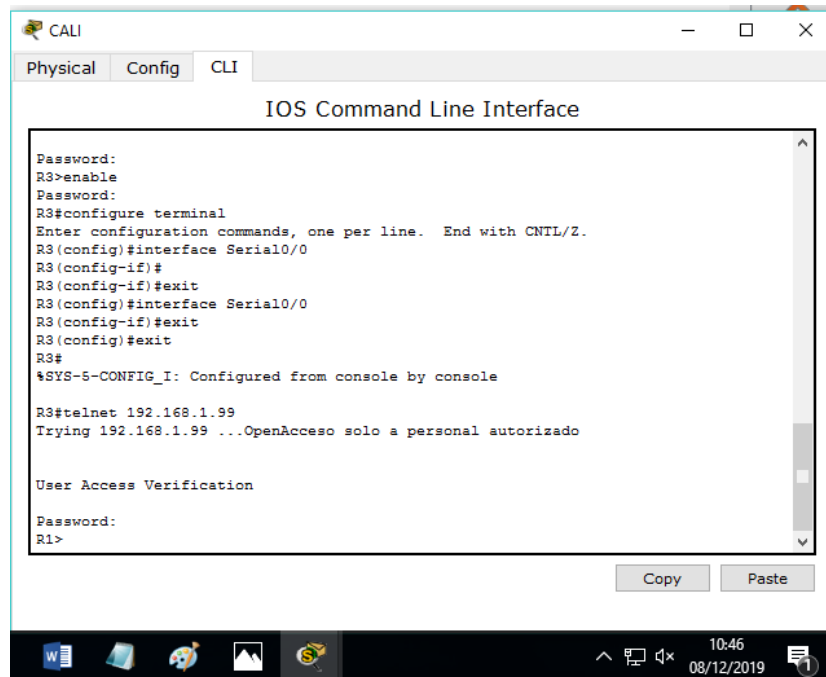 CALI
Physical Config CLI
IOS Command Line Interface
Password:
R3>enable
Password:
R3#configure terminal
Enter configuration commands, one per line.  End with CNTL/Z.
R3(config)#interface Serial0/0
R3(config-if)#
R3(config-if)#exit
R3(config)#interface Serial0/0
R3(config-if)#exit
R3(config)#exit
R3#
%SYS-5-CONFIG_I: Configured from console by console
R3#telnet 192.168.1.99
Trying 192.168.1.99 ...OpenAcceso solo a personal autorizado
User Access Verification
Password:
R1>
Copy Paste
10:46
08/12/2019
1